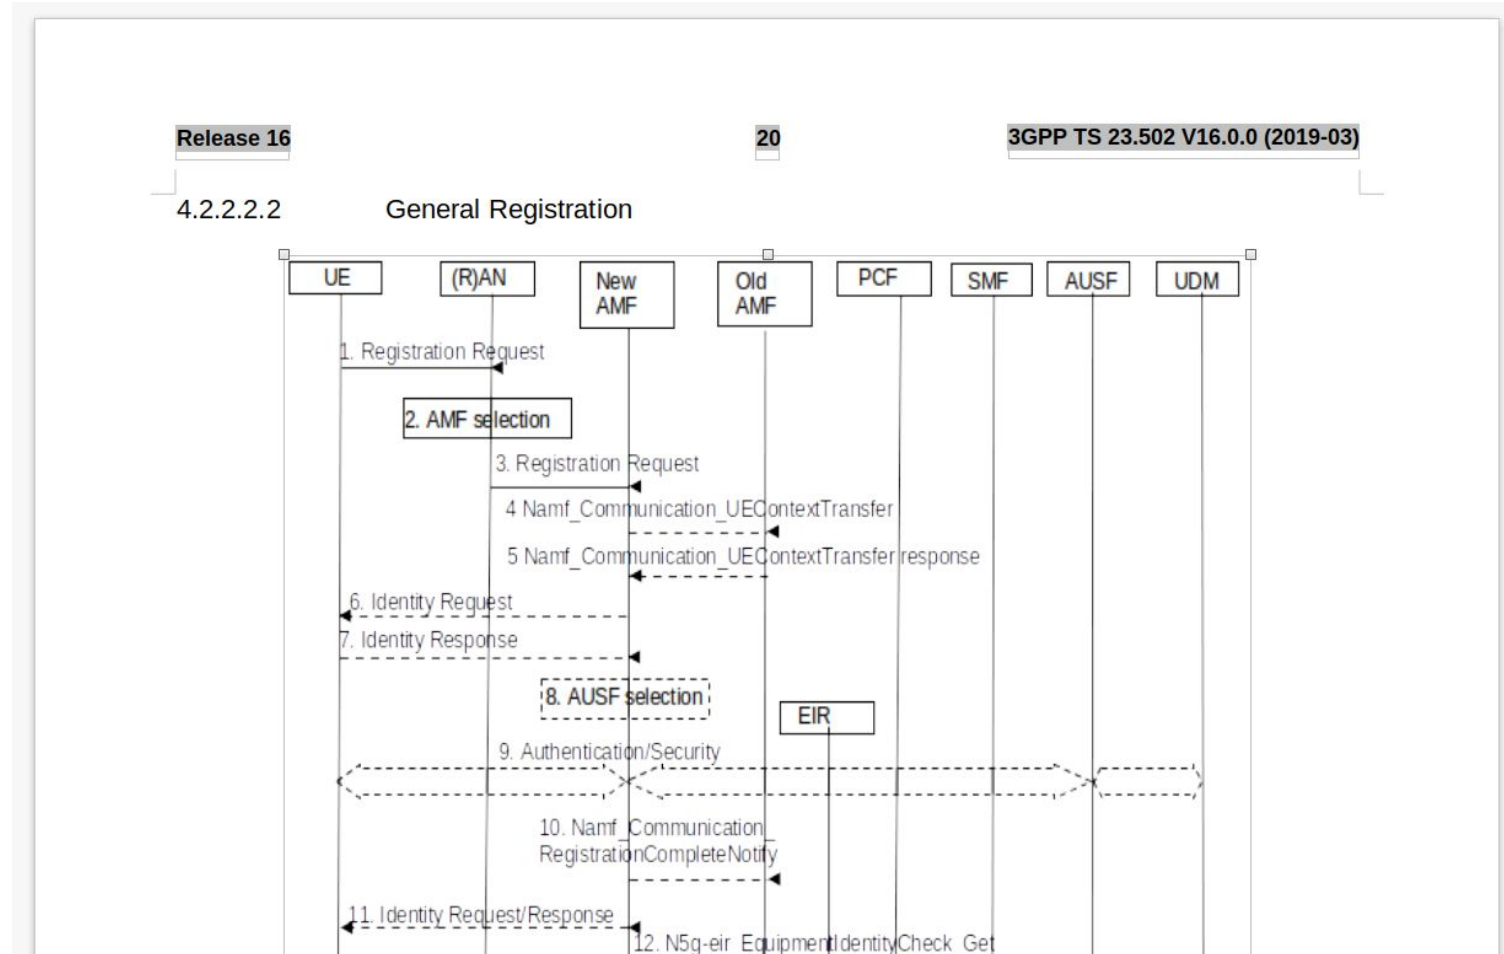 Release 16 20 3GPP TS 23.502 V16.0.0 (2019-03)
4.2.2.2.2 General Registration
UE (R)AN New AMF Old AMF PCF SMF AUSF UDM
1. Registration Request
2. AMF selection
3. Registration Request
4 Namf_Communication_UEContextTransfer
5 Namf_Communication_UEContextTransfer response
6. Identity Request
7. Identity Response
8. AUSF selection
EIR
9. Authentication/Security
10. Namf_Communication_
RegistrationCompleteNotify
11. Identity Request/Response
12. N5g-eir_EquipmentIdentityCheck_Get